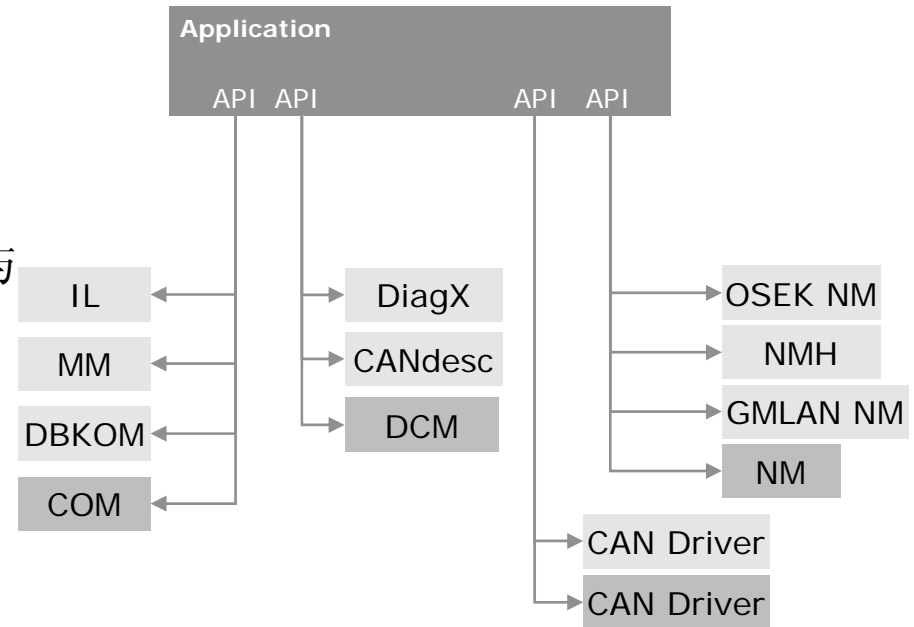 Application
API API API API
IL
MM
DBKOM
COM
DiagX
CANdesc
DCM
OSEK NM
NMH
GMLAN NM
NM
CAN Driver
CAN Driver